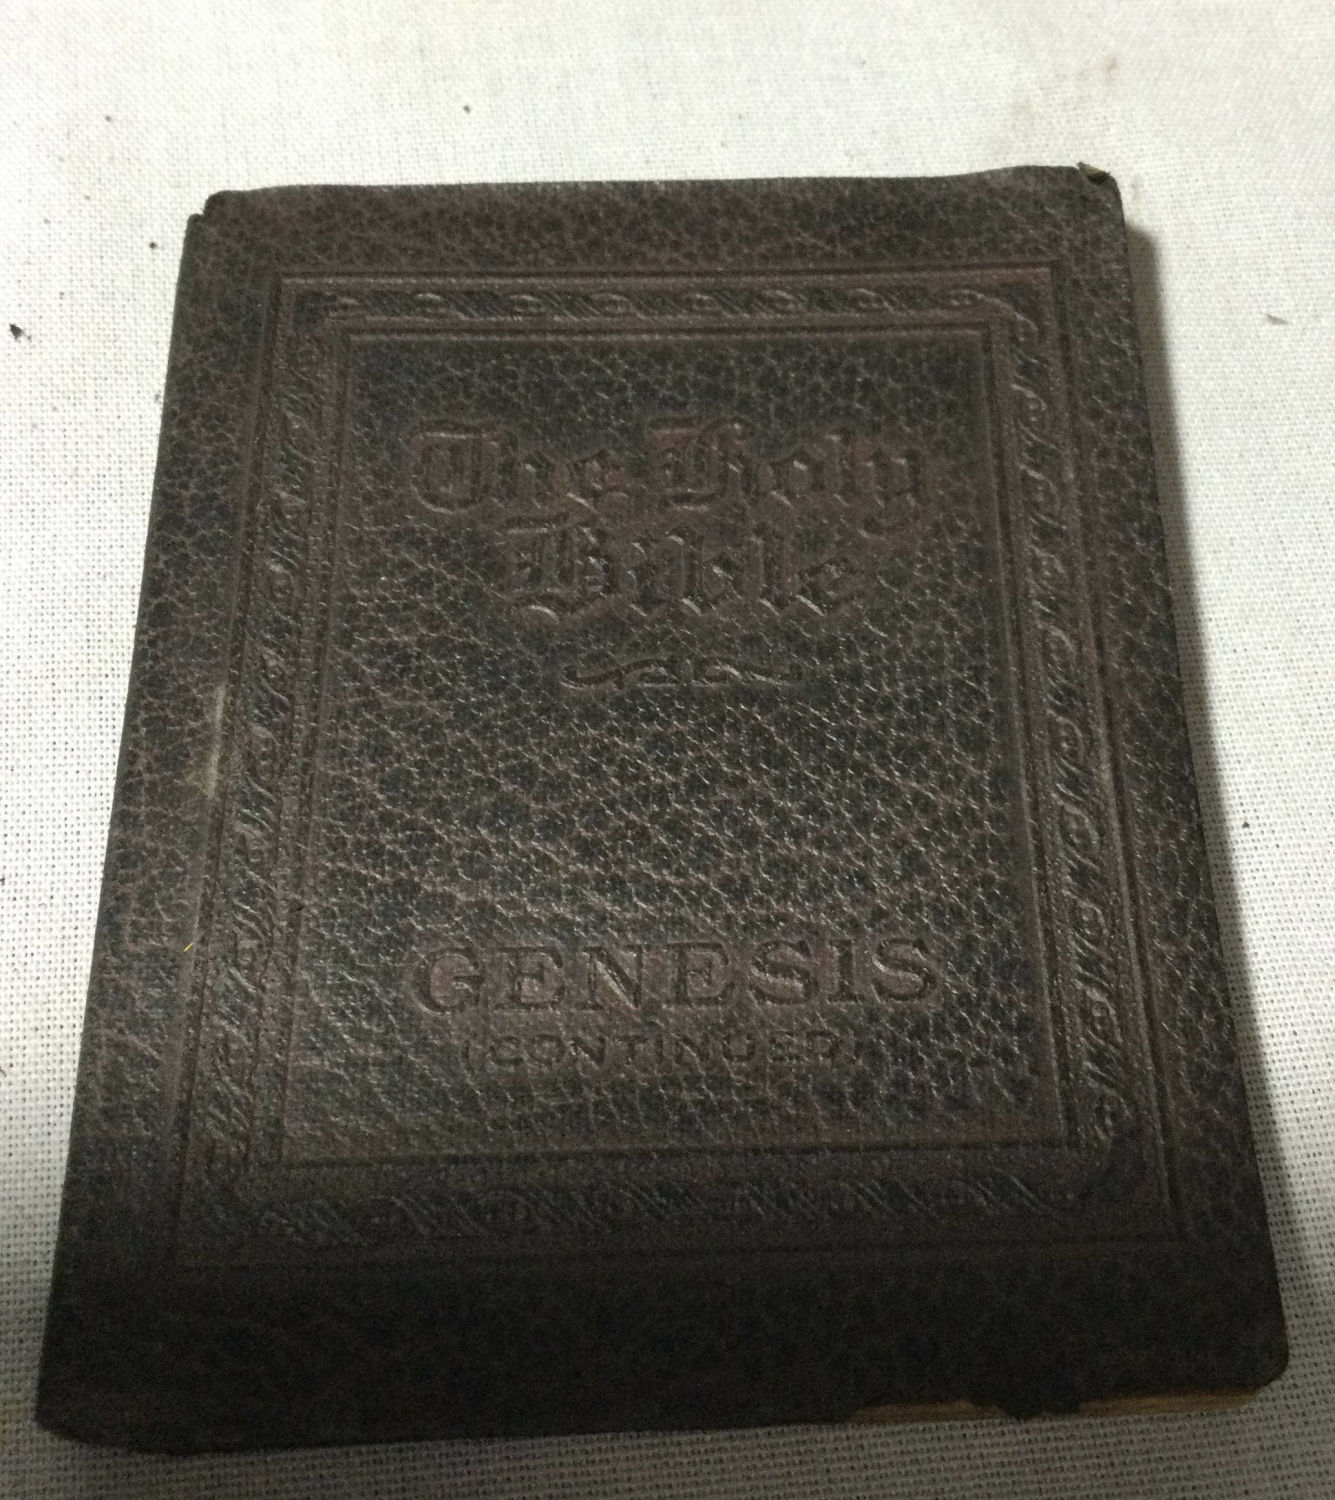 The Holy
Bible
GENESIS
(CONTINUED)